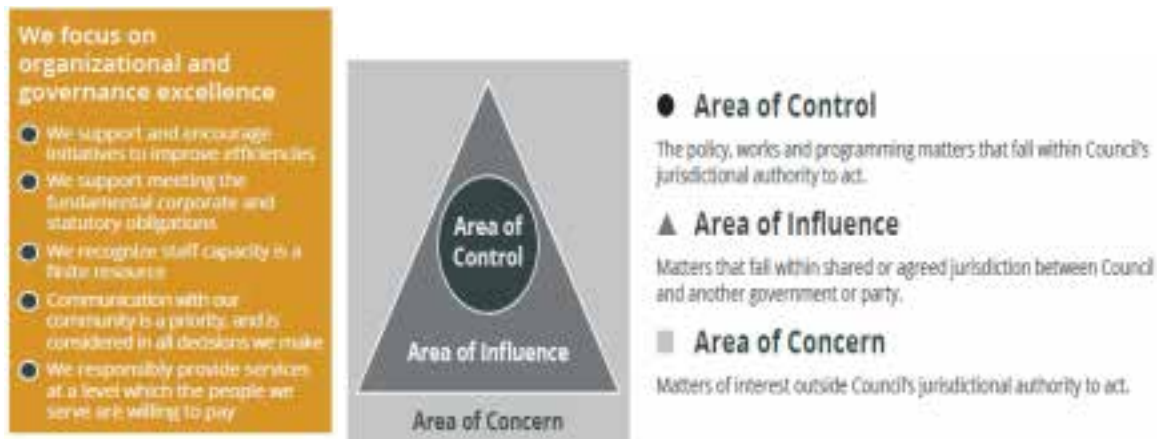 We focus on
organizational and
governance excellence
We support and encourage
initiatives to improve efficiencies
We support meeting the
fundamental corporate and
statutory obligations
We recognize staff capacity is a
finite resource
Communication with our
community is a priority, and is
considered in all decisions we make
We responsibly provide services
at a level which the people we
serve are willing to pay
Area of
Control
Area of Influence
Area of Concern
Area of Control
The policy, works and programming matters that fall within Council's
jurisdictional authority to act.
Area of Influence
Matters that fall within shared or agreed jurisdiction between Council
and another government or party.
Area of Concern
Matters of interest outside Council's jurisdictional authority to act.